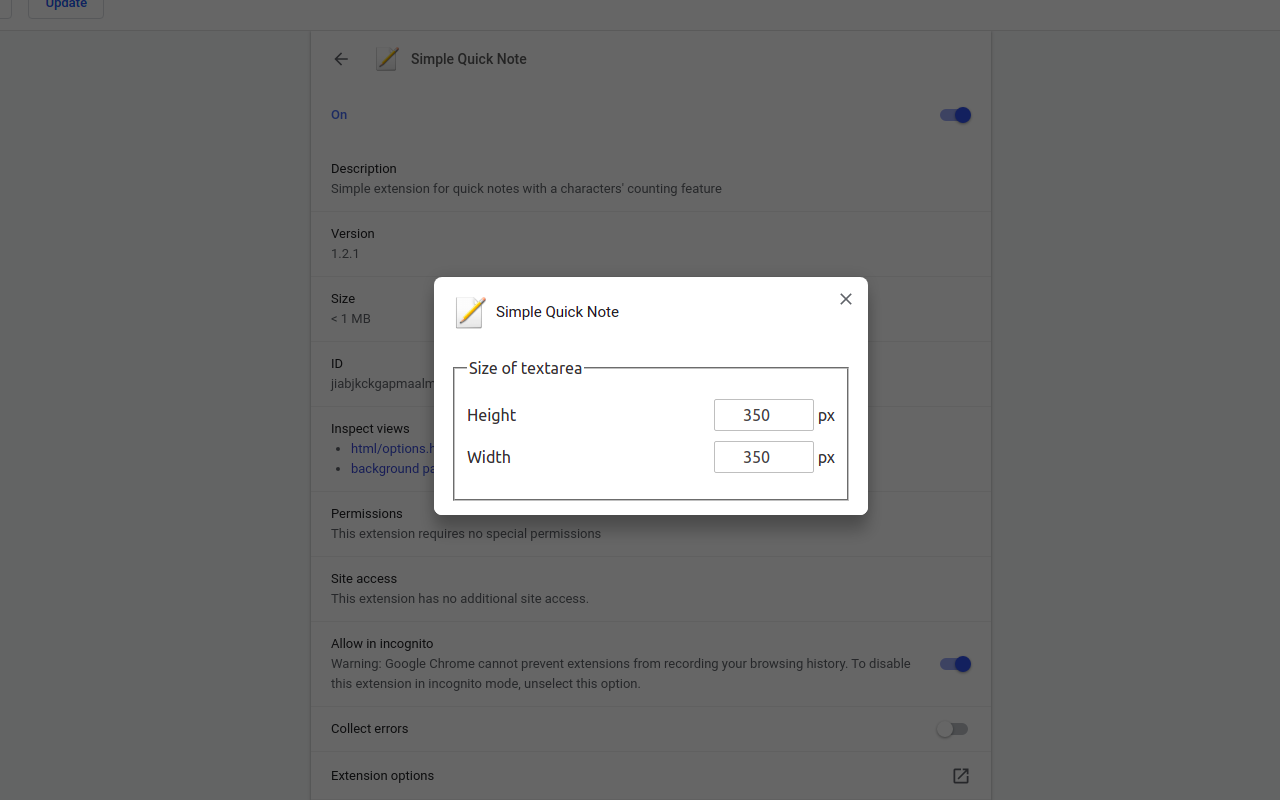 Update
Simple Quick Note
On
Description
Simple extension for quick notes with a characters' counting feature
Version
1.2.1
Size
< 1 MB
ID
jiabjkckgapmaalm
Inspect views
html/options.h
background pa
Simple Quick Note
Size of textarea
Height 350 px
Width 350 px
Permissions
This extension requires no special permissions
Site access
This extension has no additional site access.
Allow in incognito
Warning: Google Chrome cannot prevent extensions from recording your browsing history. To disable
this extension in incognito mode, unselect this option.
Collect errors
Extension options